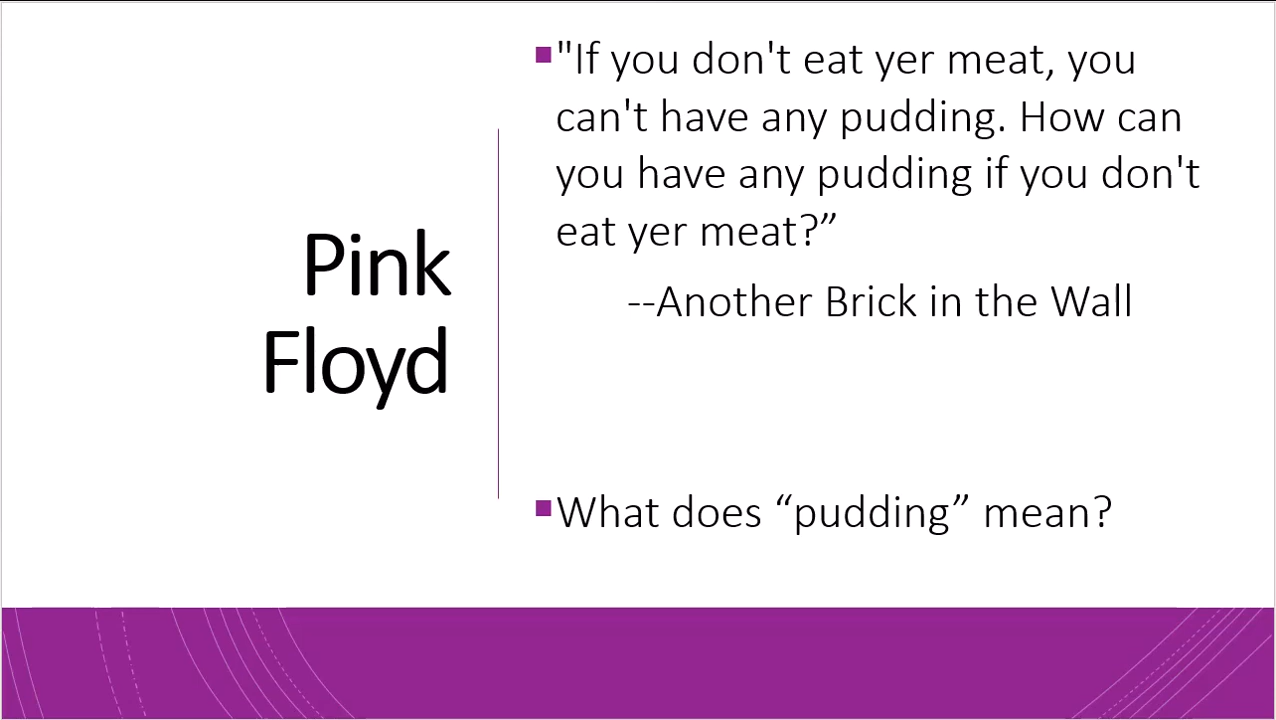 Pink
Floyd
▪"If you don't eat yer meat, you
can't have any pudding. How can
you have any pudding if you don't
eat yer meat?”
--Another Brick in the Wall
▪What does “pudding” mean?